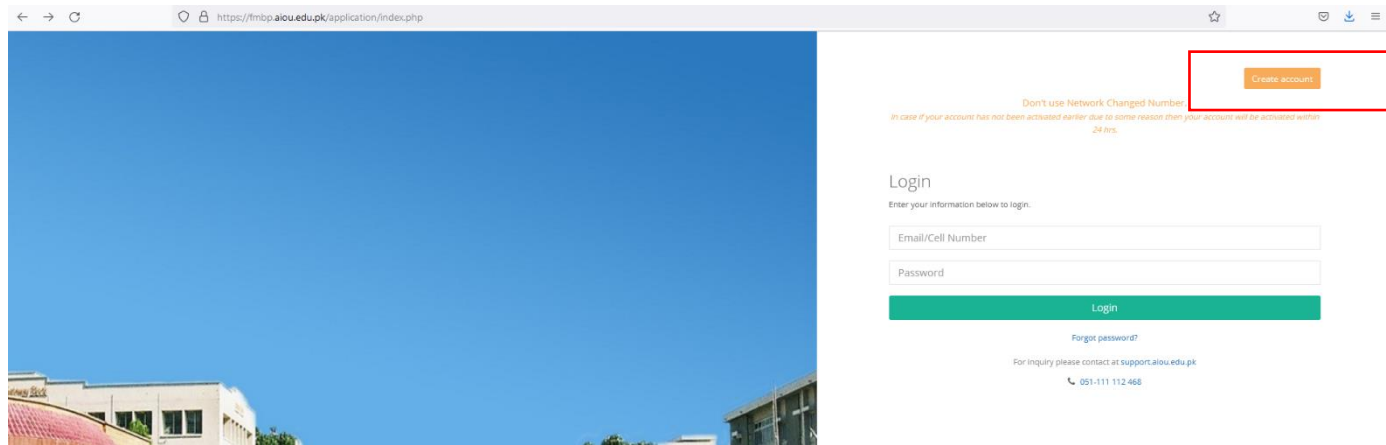 https://fmbp.aiou.edu.pk/application/index.php
Create account
Don't use Network Changed Number.
In case if your account has not been activated earlier due to some reason then your account will be activated within
24 hrs.
Login
Enter your information below to login.
Email/Cell Number
Password
Login
Forgot password?
For inquiry please contact at support.aiou.edu.pk
051-111 112 468